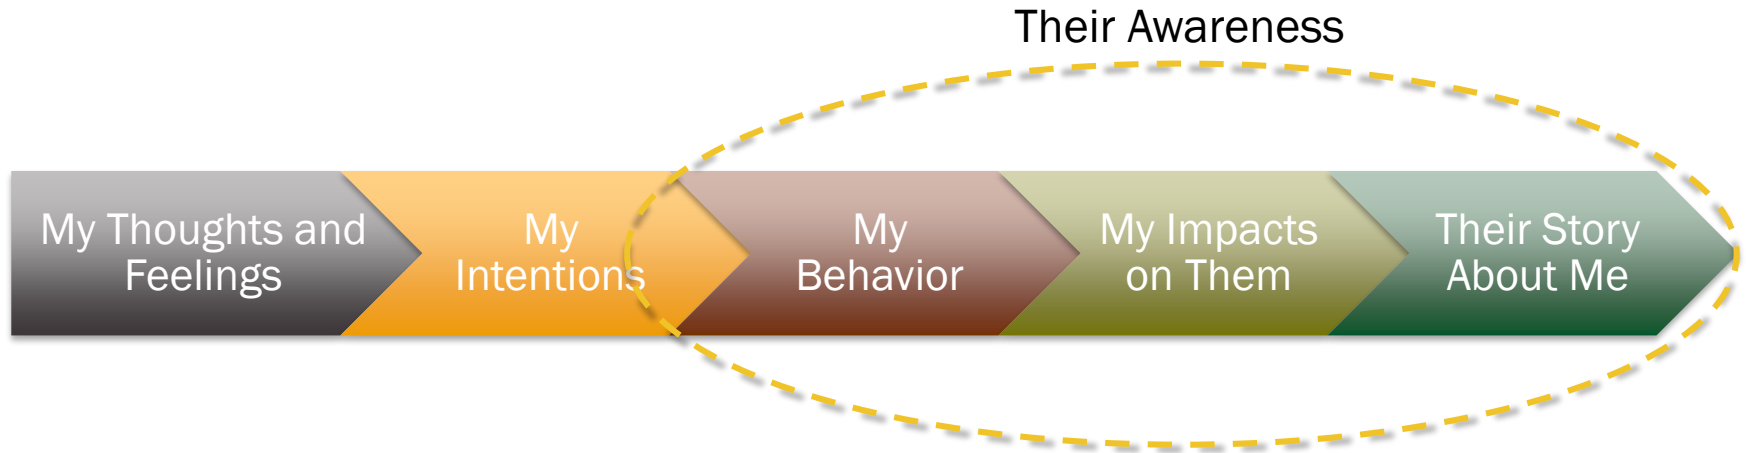 Their Awareness
My Thoughts and
Feelings
My
Intentions
My
Behavior
My Impacts
on Them
Their Story
About Me